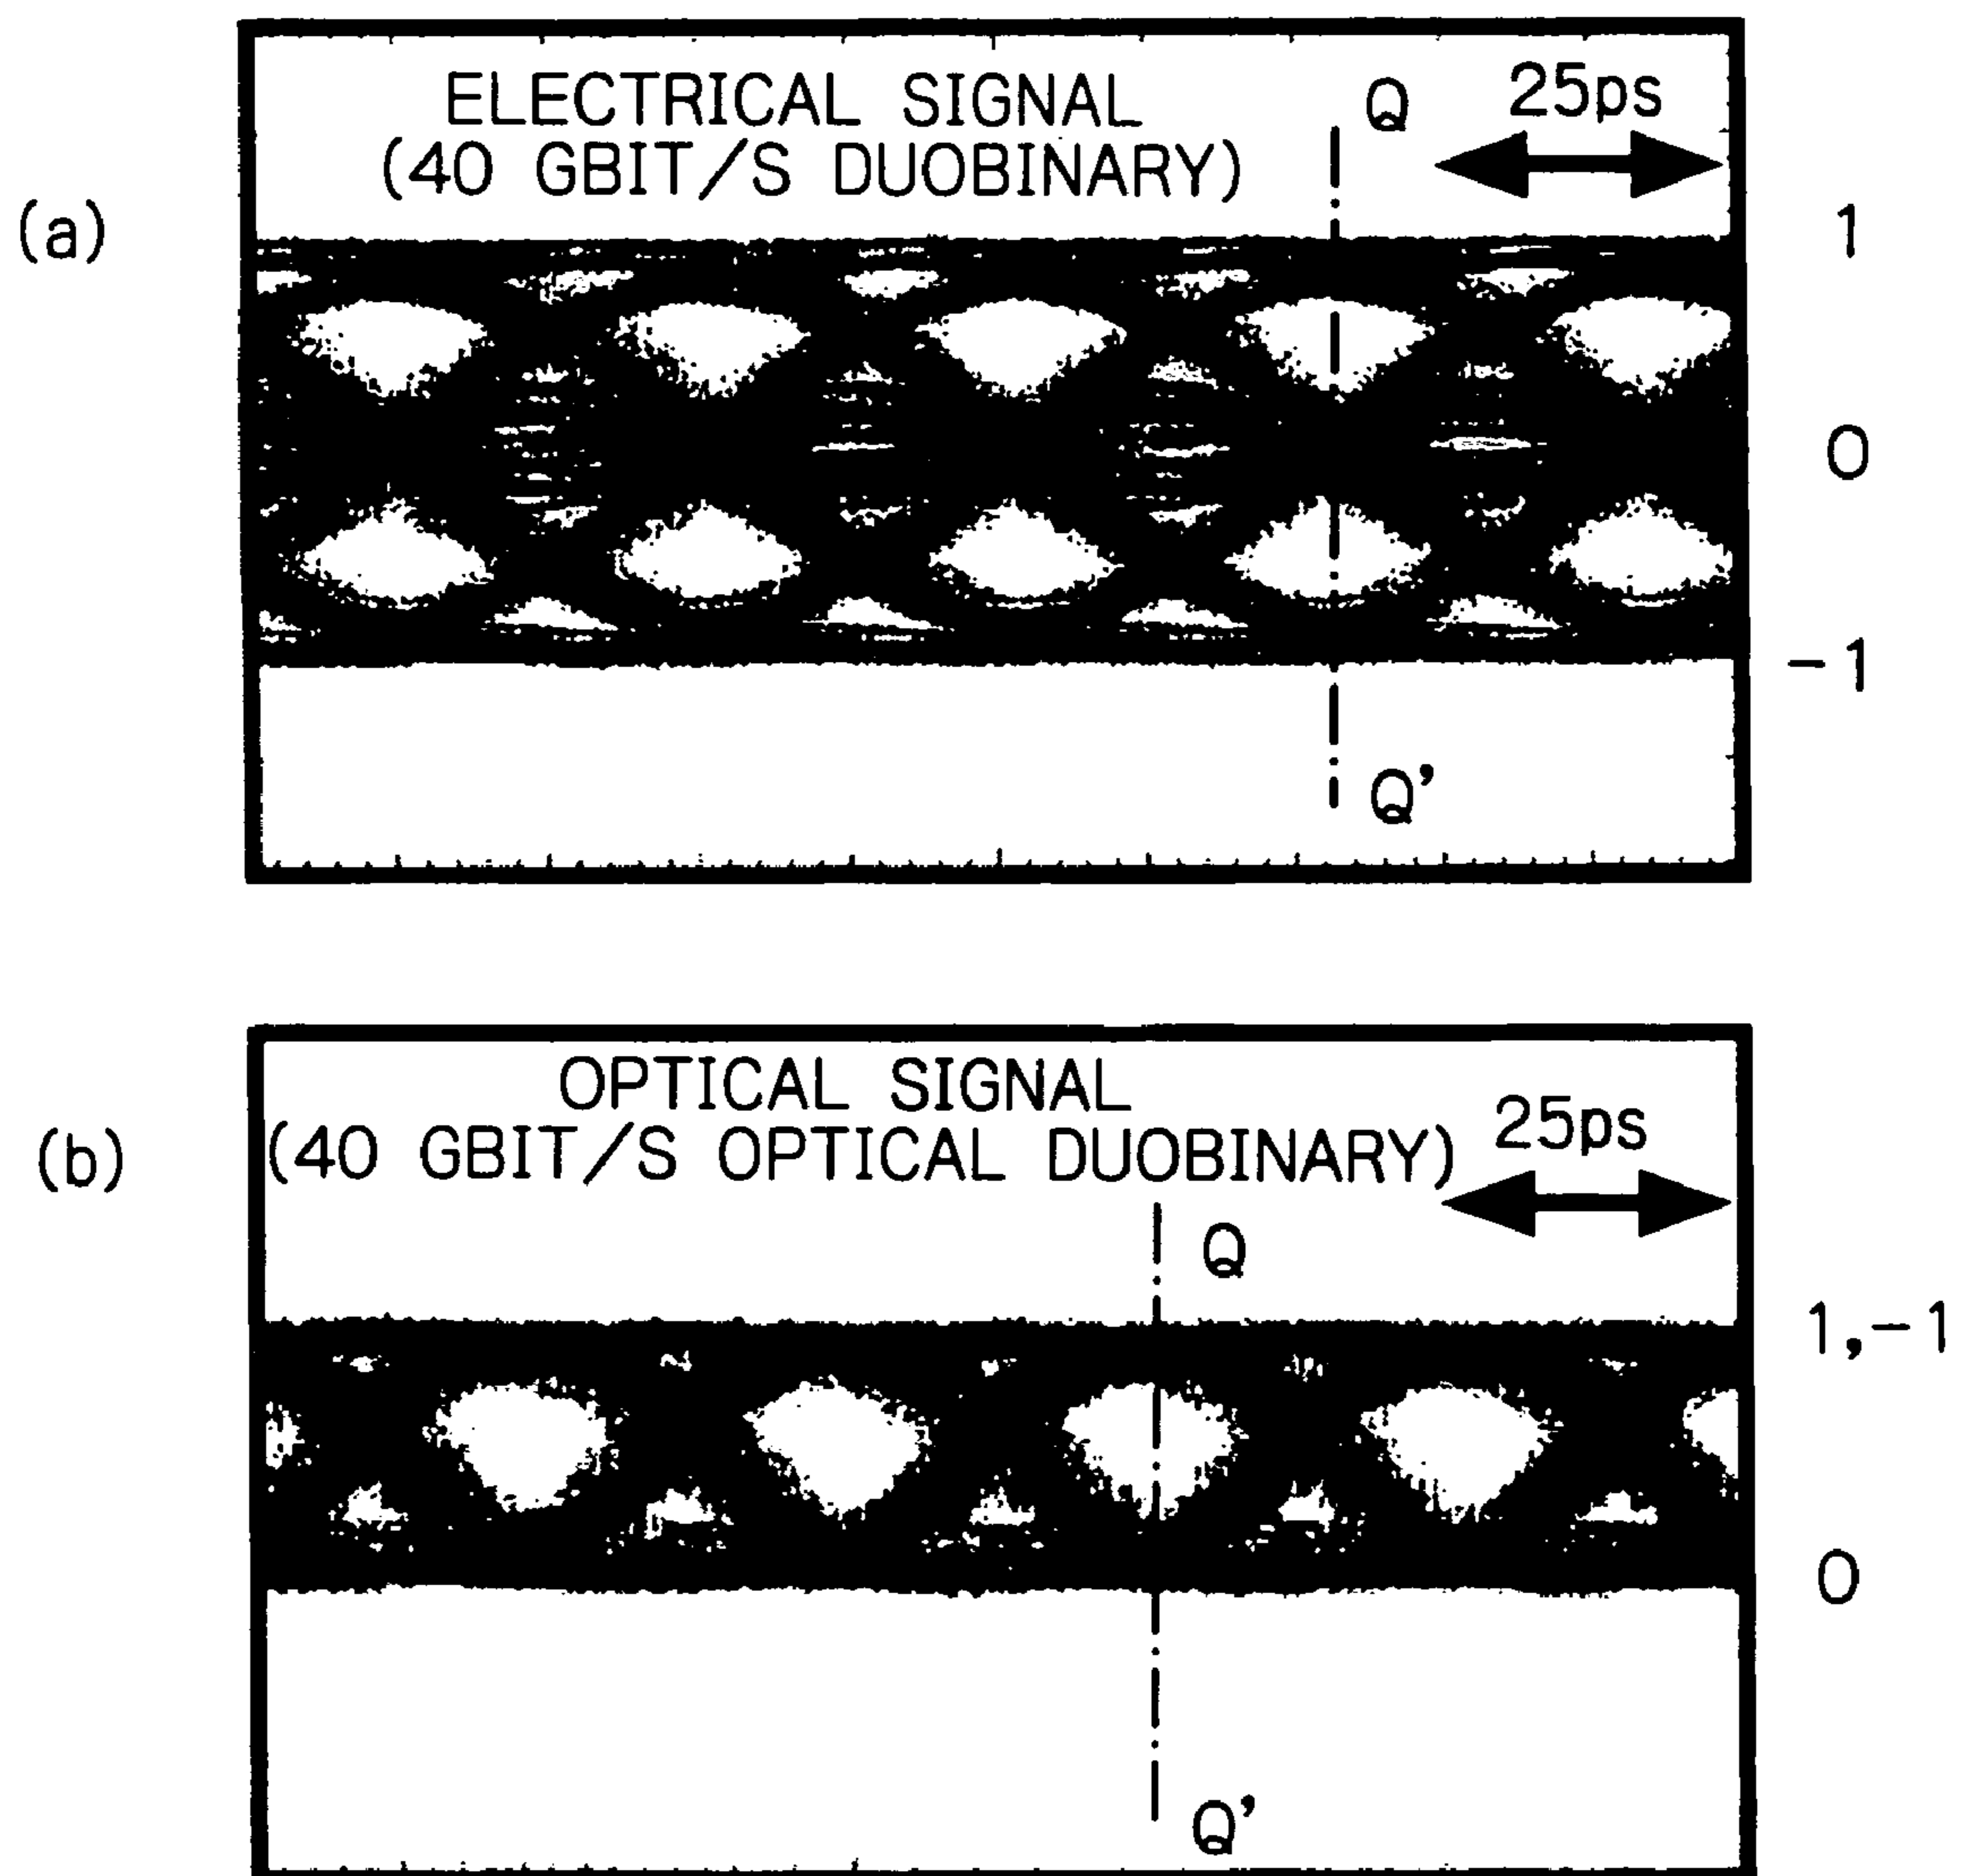 (a)
ELECTRICAL SIGNAL
(40 GBIT/S DUOBINARY)
Q
25ps
1
0
-1
Q'
(b)
OPTICAL SIGNAL
(40 GBIT/S OPTICAL DUOBINARY)
25ps
Q
1,-1
0
Q'